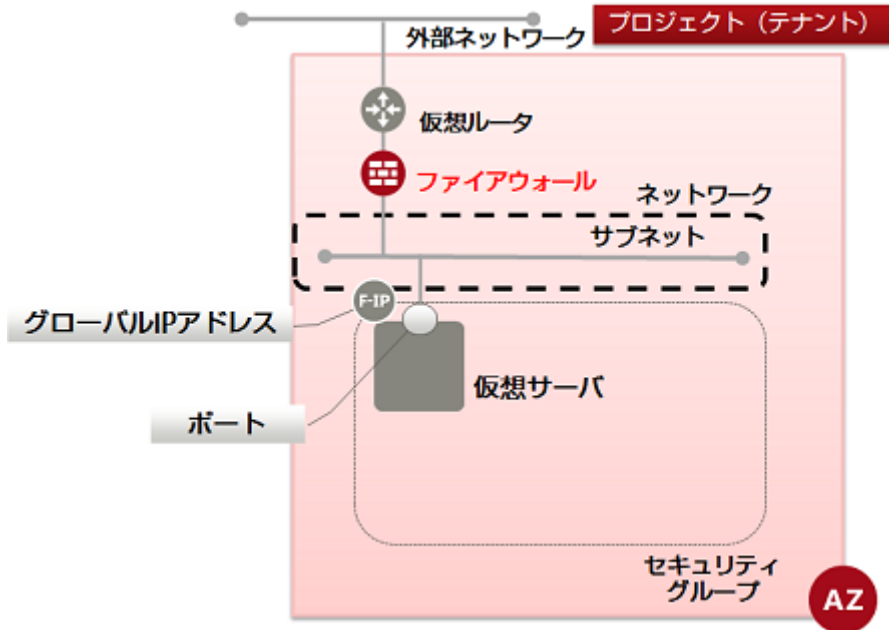 プロジェクト（テナント）
外部ネットワーク
仮想ルータ
ファイアウォール
ネットワーク
サブネット
F-IP
グローバルIPアドレス
仮想サーバ
ポート
セキュリティ
グループ
AZ